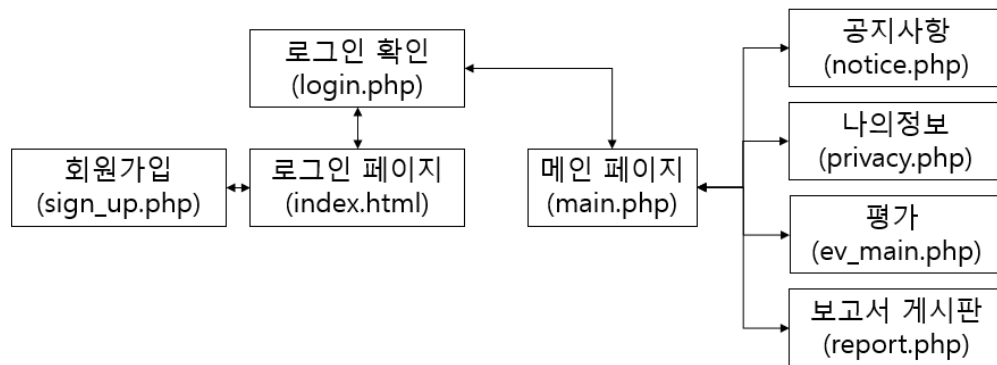 로그인 확인
(login.php)
회원가입
(sign_up.php)
로그인 페이지
(index.html)
메인 페이지
(main.php)
공지사항
(notice.php)
나의정보
(privacy.php)
평가
(ev_main.php)
보고서 게시판
(report.php)